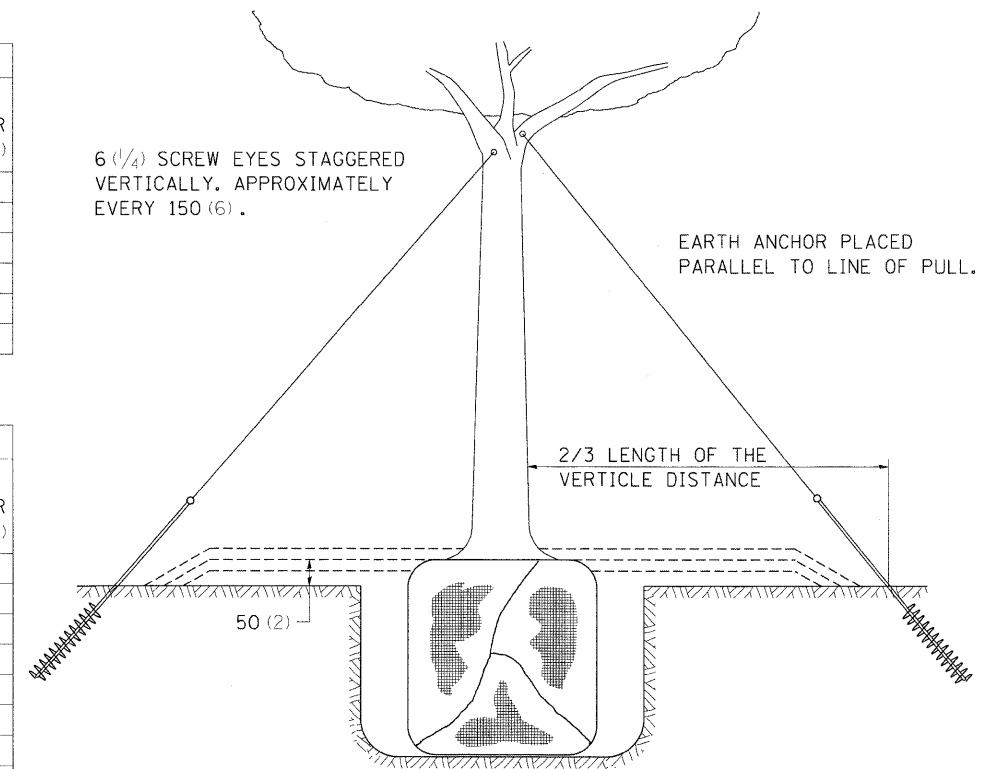 R
)
6 (1/4) SCREW EYES STAGGERED
VERTICALLY. APPROXIMATELY
EVERY 150 (6).
EARTH ANCHOR PLACED
PARALLEL TO LINE OF PULL.
2/3 LENGTH OF THE
VERTICLE DISTANCE
R
)
50 (2)